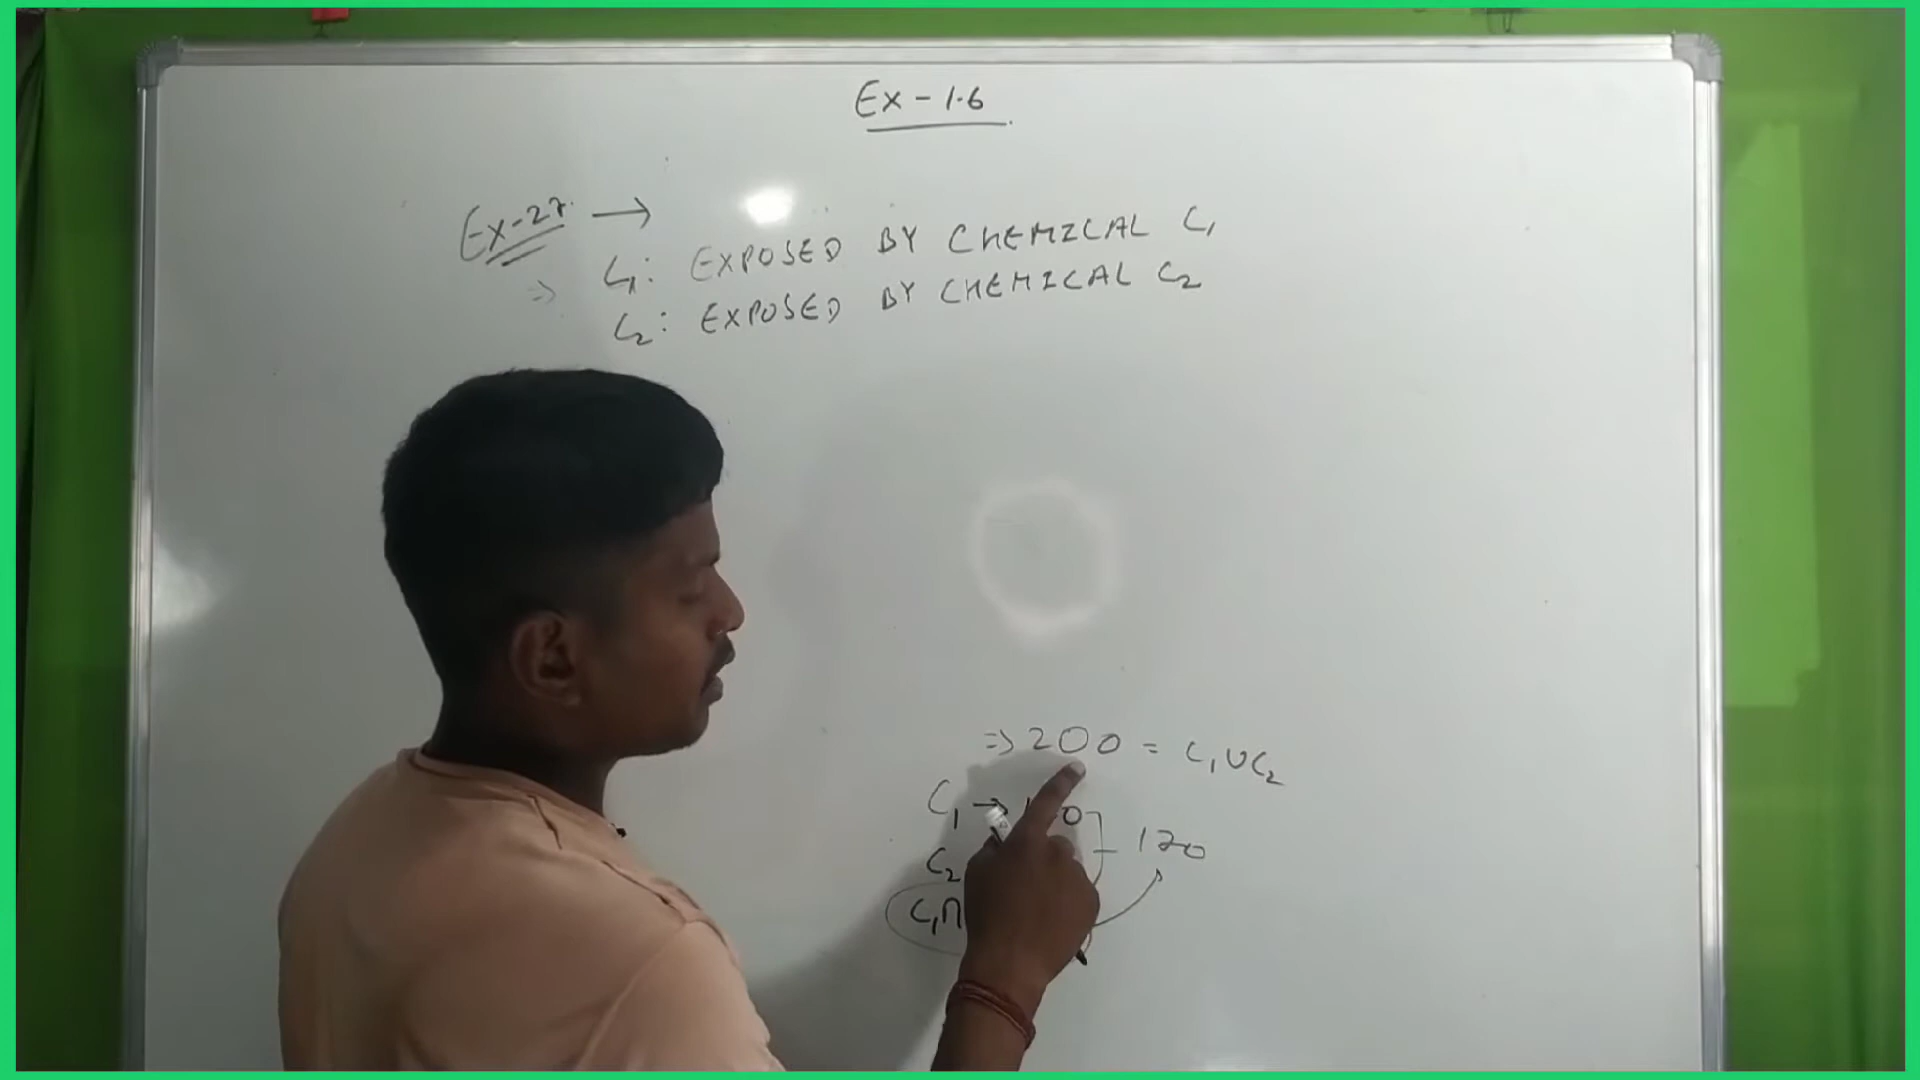 Ex - 1.6
Ex-27. →
⇒ C₁: EXPOSED BY CHEMICAL C₁
C₂: EXPOSED BY CHEMICAL C₂
⇒ 200 = C₁∪C₂
C₁ →
120
C₂
C₁∩